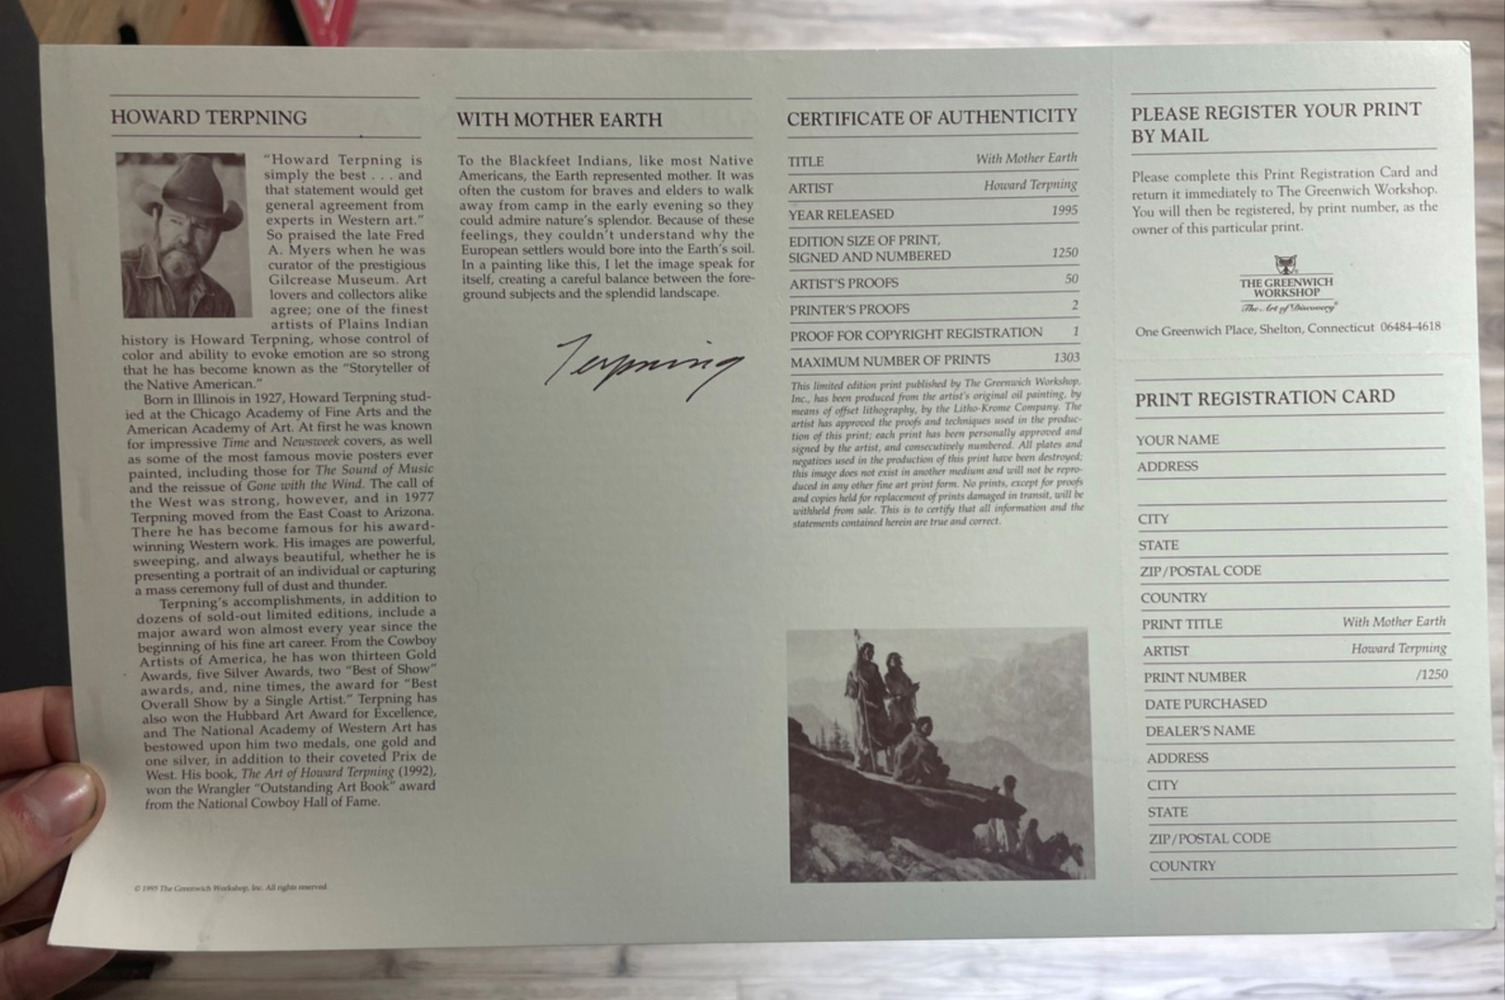 HOWARD TERPNING
"Howard Terpning is
simply the best . . . and
that statement would get
general agreement from
experts in Western art."
So praised the late Fred
A. Myers when he was
curator of the prestigious
Gilcrease Museum. Art
lovers and collectors alike
agree; one of the finest
artists of Plains Indian
history is Howard Terpning, whose control of
color and ability to evoke emotion are so strong
that he has become known as the "Storyteller of
the Native American."
Born in Illinois in 1927, Howard Terpning stud-
ied at the Chicago Academy of Fine Arts and the
American Academy of Art. At first he was known
for impressive Time and Newsweek covers, as well
as some of the most famous movie posters ever
painted, including those for The Sound of Music
and the reissue of Gone with the Wind. The call of
the West was strong, however, and in 1977
Terpning moved from the East Coast to Arizona.
There he has become famous for his award-
winning Western work. His images are powerful,
sweeping, and always beautiful, whether he is
presenting a portrait of an individual or capturing
a mass ceremony full of dust and thunder.
Terpning's accomplishments, in addition to
dozens of sold-out limited editions, include a
major award won almost every year since the
beginning of his fine art career. From the Cowboy
Artists of America, he has won thirteen Gold
Awards, five Silver Awards, two "Best of Show"
awards, and, nine times, the award for "Best
Overall Show by a Single Artist." Terpning has
also won the Hubbard Art Award for Excellence,
and The National Academy of Western Art has
bestowed upon him two medals, one gold and
one silver, in addition to their coveted Prix de
West. His book, The Art of Howard Terpning (1992),
won the Wrangler "Outstanding Art Book" award
from the National Cowboy Hall of Fame.
© 1995 The Greenwich Workshop, Inc. All rights reserved.
WITH MOTHER EARTH
To the Blackfeet Indians, like most Native
Americans, the Earth represented mother. It was
often the custom for braves and elders to walk
away from camp in the early evening so they
could admire nature's splendor. Because of these
feelings, they couldn't understand why the
European settlers would bore into the Earth's soil.
In a painting like this, I let the image speak for
itself, creating a careful balance between the fore-
ground subjects and the splendid landscape.
Terpning
CERTIFICATE OF AUTHENTICITY
TITLE With Mother Earth
ARTIST Howard Terpning
YEAR RELEASED 1995
EDITION SIZE OF PRINT,
SIGNED AND NUMBERED 1250
ARTIST'S PROOFS 50
PRINTER'S PROOFS 2
PROOF FOR COPYRIGHT REGISTRATION 1
MAXIMUM NUMBER OF PRINTS 1303
This limited edition print published by The Greenwich Workshop,
Inc., has been produced from the artist's original oil painting, by
means of offset lithography, by the Litho-Krome Company. The
artist has approved the proofs and techniques used in the produc-
tion of this print; each print has been personally approved and
signed by the artist, and consecutively numbered. All plates and
negatives used in the production of this print have been destroyed;
this image does not exist in another medium and will not be repro-
duced in any other fine art print form. No prints, except for proofs
and copies held for replacement of prints damaged in transit, will be
withheld from sale. This is to certify that all information and the
statements contained herein are true and correct.
PLEASE REGISTER YOUR PRINT
BY MAIL
Please complete this Print Registration Card and
return it immediately to The Greenwich Workshop.
You will then be registered, by print number, as the
owner of this particular print.
THE GREENWICH
WORKSHOP
The Art of Discovery
One Greenwich Place, Shelton, Connecticut 06484-4618
PRINT REGISTRATION CARD
YOUR NAME
ADDRESS
CITY
STATE
ZIP/POSTAL CODE
COUNTRY
PRINT TITLE With Mother Earth
ARTIST Howard Terpning
PRINT NUMBER /1250
DATE PURCHASED
DEALER'S NAME
ADDRESS
CITY
STATE
ZIP/POSTAL CODE
COUNTRY